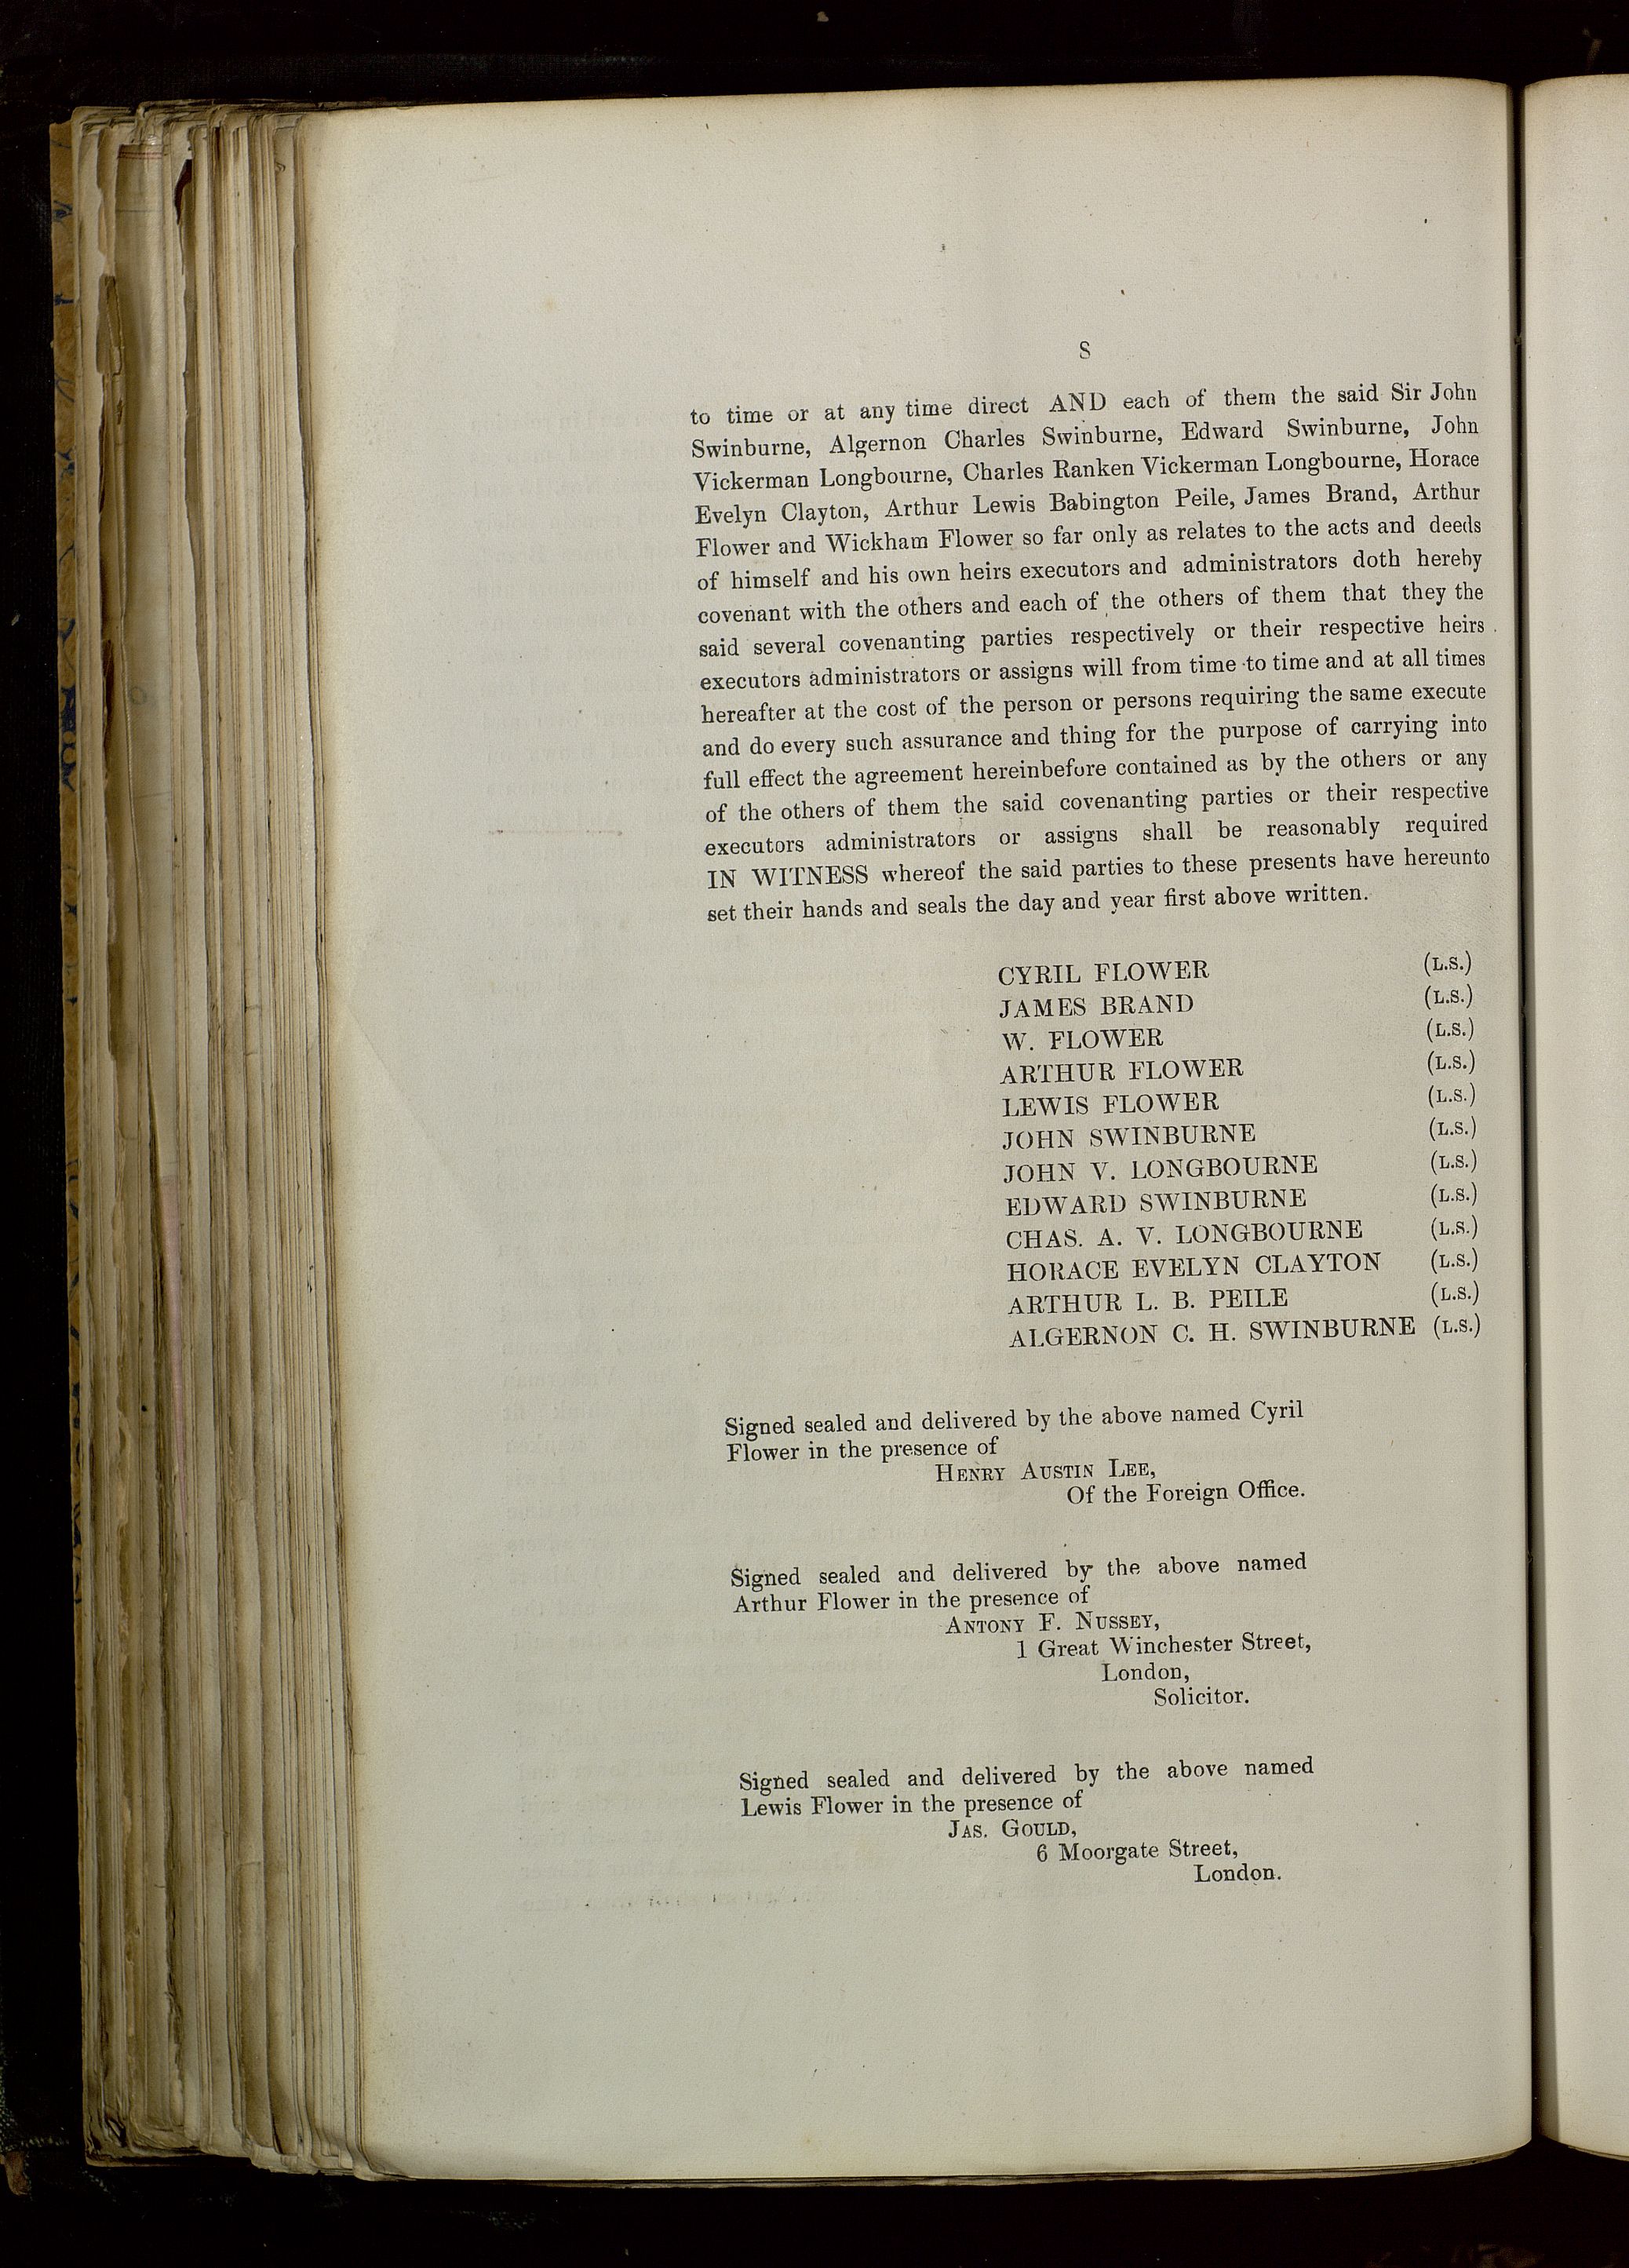 8
to time or at any time direct AND each of them the said Sir John
Swinburne, Algernon Charles Swinburne, Edward Swinburne, John
Vickerman Longbourne, Charles Ranken Vickerman Longbourne, Horace
Evelyn Clayton, Arthur Lewis Babington Peile, James Brand, Arthur
Flower and Wickham Flower so far only as relates to the acts and deeds
of himself and his own heirs executors and administrators doth hereby
covenant with the others and each of the others of them that they the
said several covenanting parties respectively or their respective heirs
executors administrators or assigns will from time to time and at all times
hereafter at the cost of the person or persons requiring the same execute
and do every such assurance and thing for the purpose of carrying into
full effect the agreement hereinbefore contained as by the others or any
of the others of them the said covenanting parties or their respective
executors administrators or assigns shall be reasonably required
IN WITNESS whereof the said parties to these presents have hereunto
set their hands and seals the day and year first above written.
CYRIL FLOWER (L.S.)
JAMES BRAND (L.S.)
W. FLOWER (L.S.)
ARTHUR FLOWER (L.S.)
LEWIS FLOWER (L.S.)
JOHN SWINBURNE (L.S.)
JOHN V. LONGBOURNE (L.S.)
EDWARD SWINBURNE (L.S.)
CHAS. A. V. LONGBOURNE (L.S.)
HORACE EVELYN CLAYTON (L.S.)
ARTHUR L. B. PEILE (L.S.)
ALGERNON C. H. SWINBURNE (L.S.)
Signed sealed and delivered by the above named Cyril
Flower in the presence of
HENRY AUSTIN LEE,
Of the Foreign Office.
Signed sealed and delivered by the above named
Arthur Flower in the presence of
ANTONY F. NUSSEY,
1 Great Winchester Street,
London,
Solicitor.
Signed sealed and delivered by the above named
Lewis Flower in the presence of
JAS. GOULD,
6 Moorgate Street,
London.